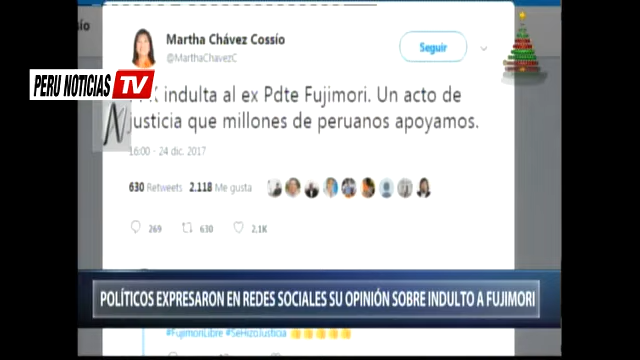 Martha Chávez Cossío
@MarthaChavezC
Seguir
PERU NOTICIAS TV
indulta al ex Pdte Fujimori. Un acto de
justicia que millones de peruanos apoyamos.
16:00 - 24 dic. 2017
630 Retweets 2.118 Me gusta
269 630 2.1K
POLÍTICOS EXPRESARON EN REDES SOCIALES SU OPINIÓN SOBRE INDULTO A FUJIMORI
#FujimoriLibre #SeHizoJusticia